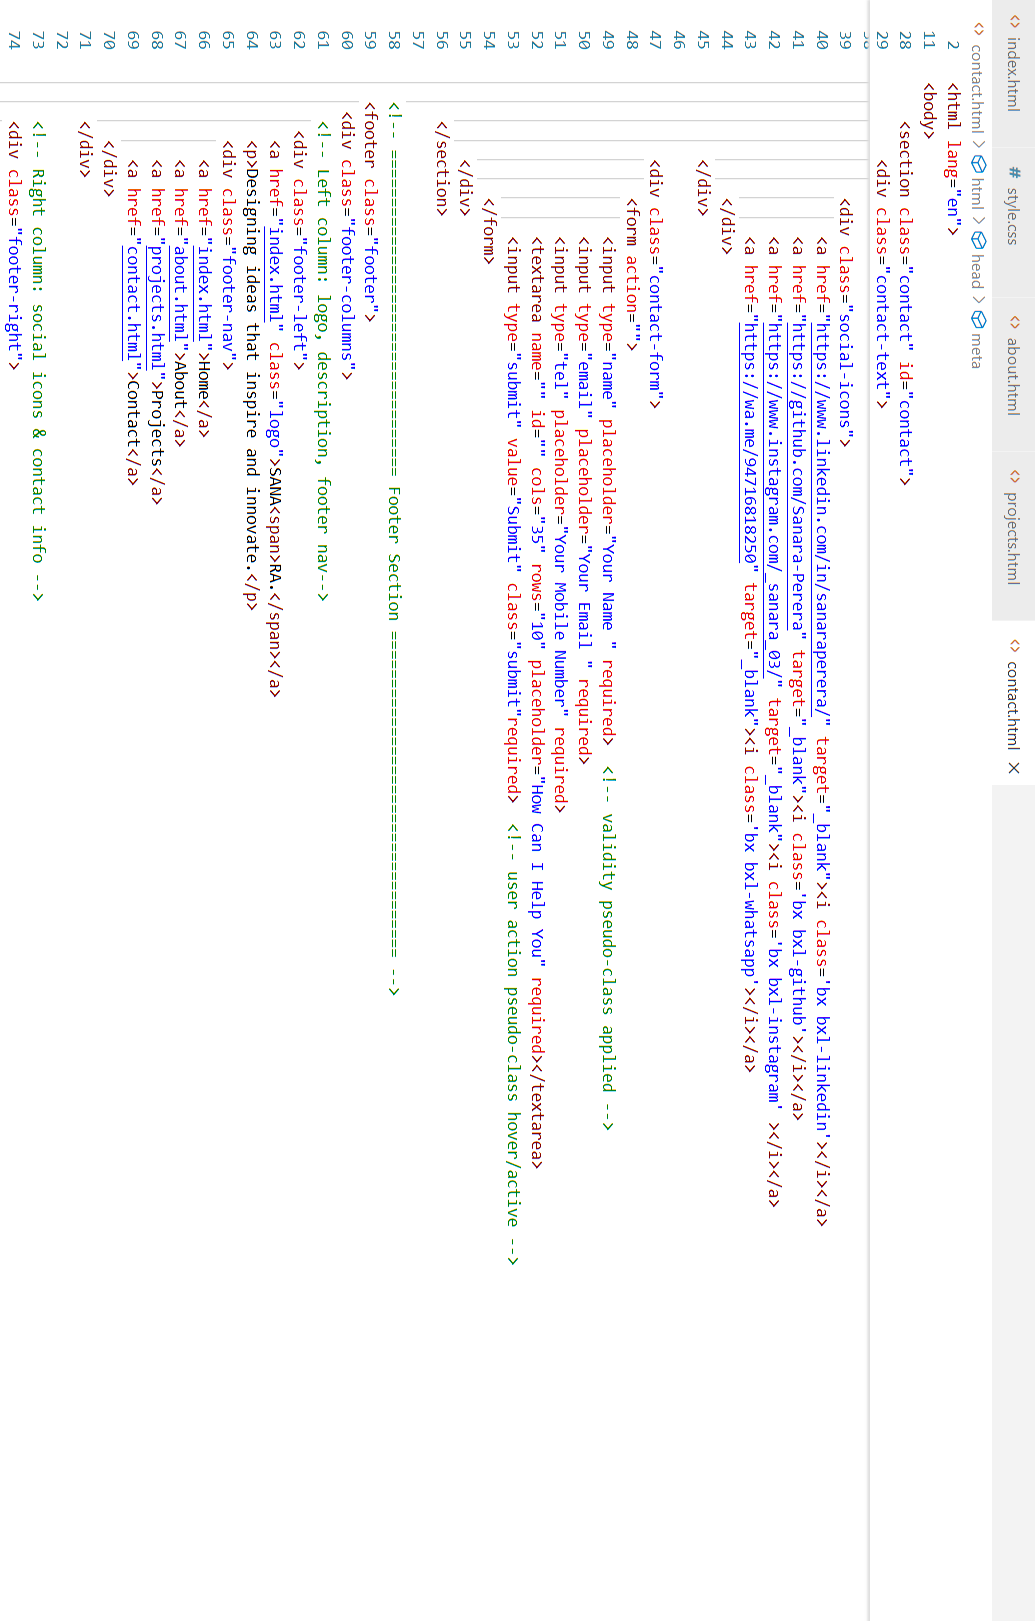 index.html # style.css about.html projects.html contact.html ×
contact.html > html > head > meta
2 <html lang="en">
11 <body>
28 <section class="contact" id="contact">
29 <div class="contact-text">
39 <div class="social-icons">
40 <a href="https://www.linkedin.com/in/sanaraperera/" target="_blank"><i class='bx bxl-linkedin'></i></a>
41 <a href="https://github.com/Sanara-Perera" target="_blank"><i class='bx bxl-github'></i></a>
42 <a href="https://www.instagram.com/_sanara_03/" target="_blank"><i class='bx bxl-instagram' ></i></a>
43 <a href="https://wa.me/94716818250" target="_blank"><i class='bx bxl-whatsapp'></i></a>
44 </div>
45 </div>
46
47 <div class="contact-form">
48 <form action="">
49 <input type="name" placeholder="Your Name " required> <!-- validity pseudo-class applied -->
50 <input type="email" placeholder="Your Email " required>
51 <input type="tel" placeholder="Your Mobile Number" required>
52 <textarea name="" id="" cols="35" rows="10" placeholder="How Can I Help You" required></textarea>
53 <input type="submit" value="Submit" class="submit"required> <!-- user action pseudo-class hover/active -->
54 </form>
55 </div>
56 </section>
57
58 <!-- ================================== Footer Section ================================== -->
59 <footer class="footer">
60 <div class="footer-columns">
61 <!-- Left column: logo, description, footer nav-->
62 <div class="footer-left">
63 <a href="index.html" class="logo">SANA<span>RA.</span></a>
64 <p>Designing ideas that inspire and innovate.</p>
65 <div class="footer-nav">
66 <a href="index.html">Home</a>
67 <a href="about.html">About</a>
68 <a href="projects.html">Projects</a>
69 <a href="contact.html">Contact</a>
70 </div>
71 </div>
72
73 <!-- Right column: social icons & contact info -->
74 <div class="footer-right">